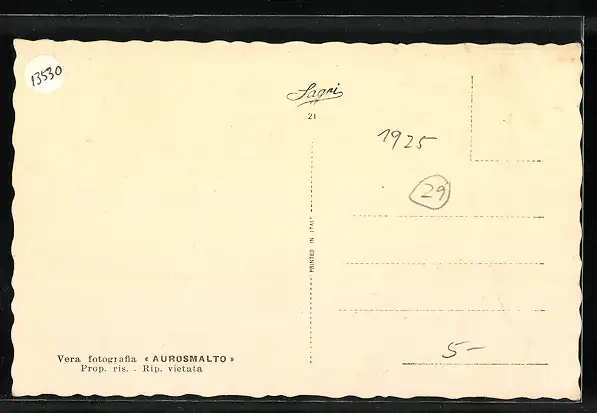 13530
Sagri
21
1925
29
PRINTED IN ITALY
5-
Vera fotografia « AUROSMALTO »
Prop. ris. - Rip. vietata